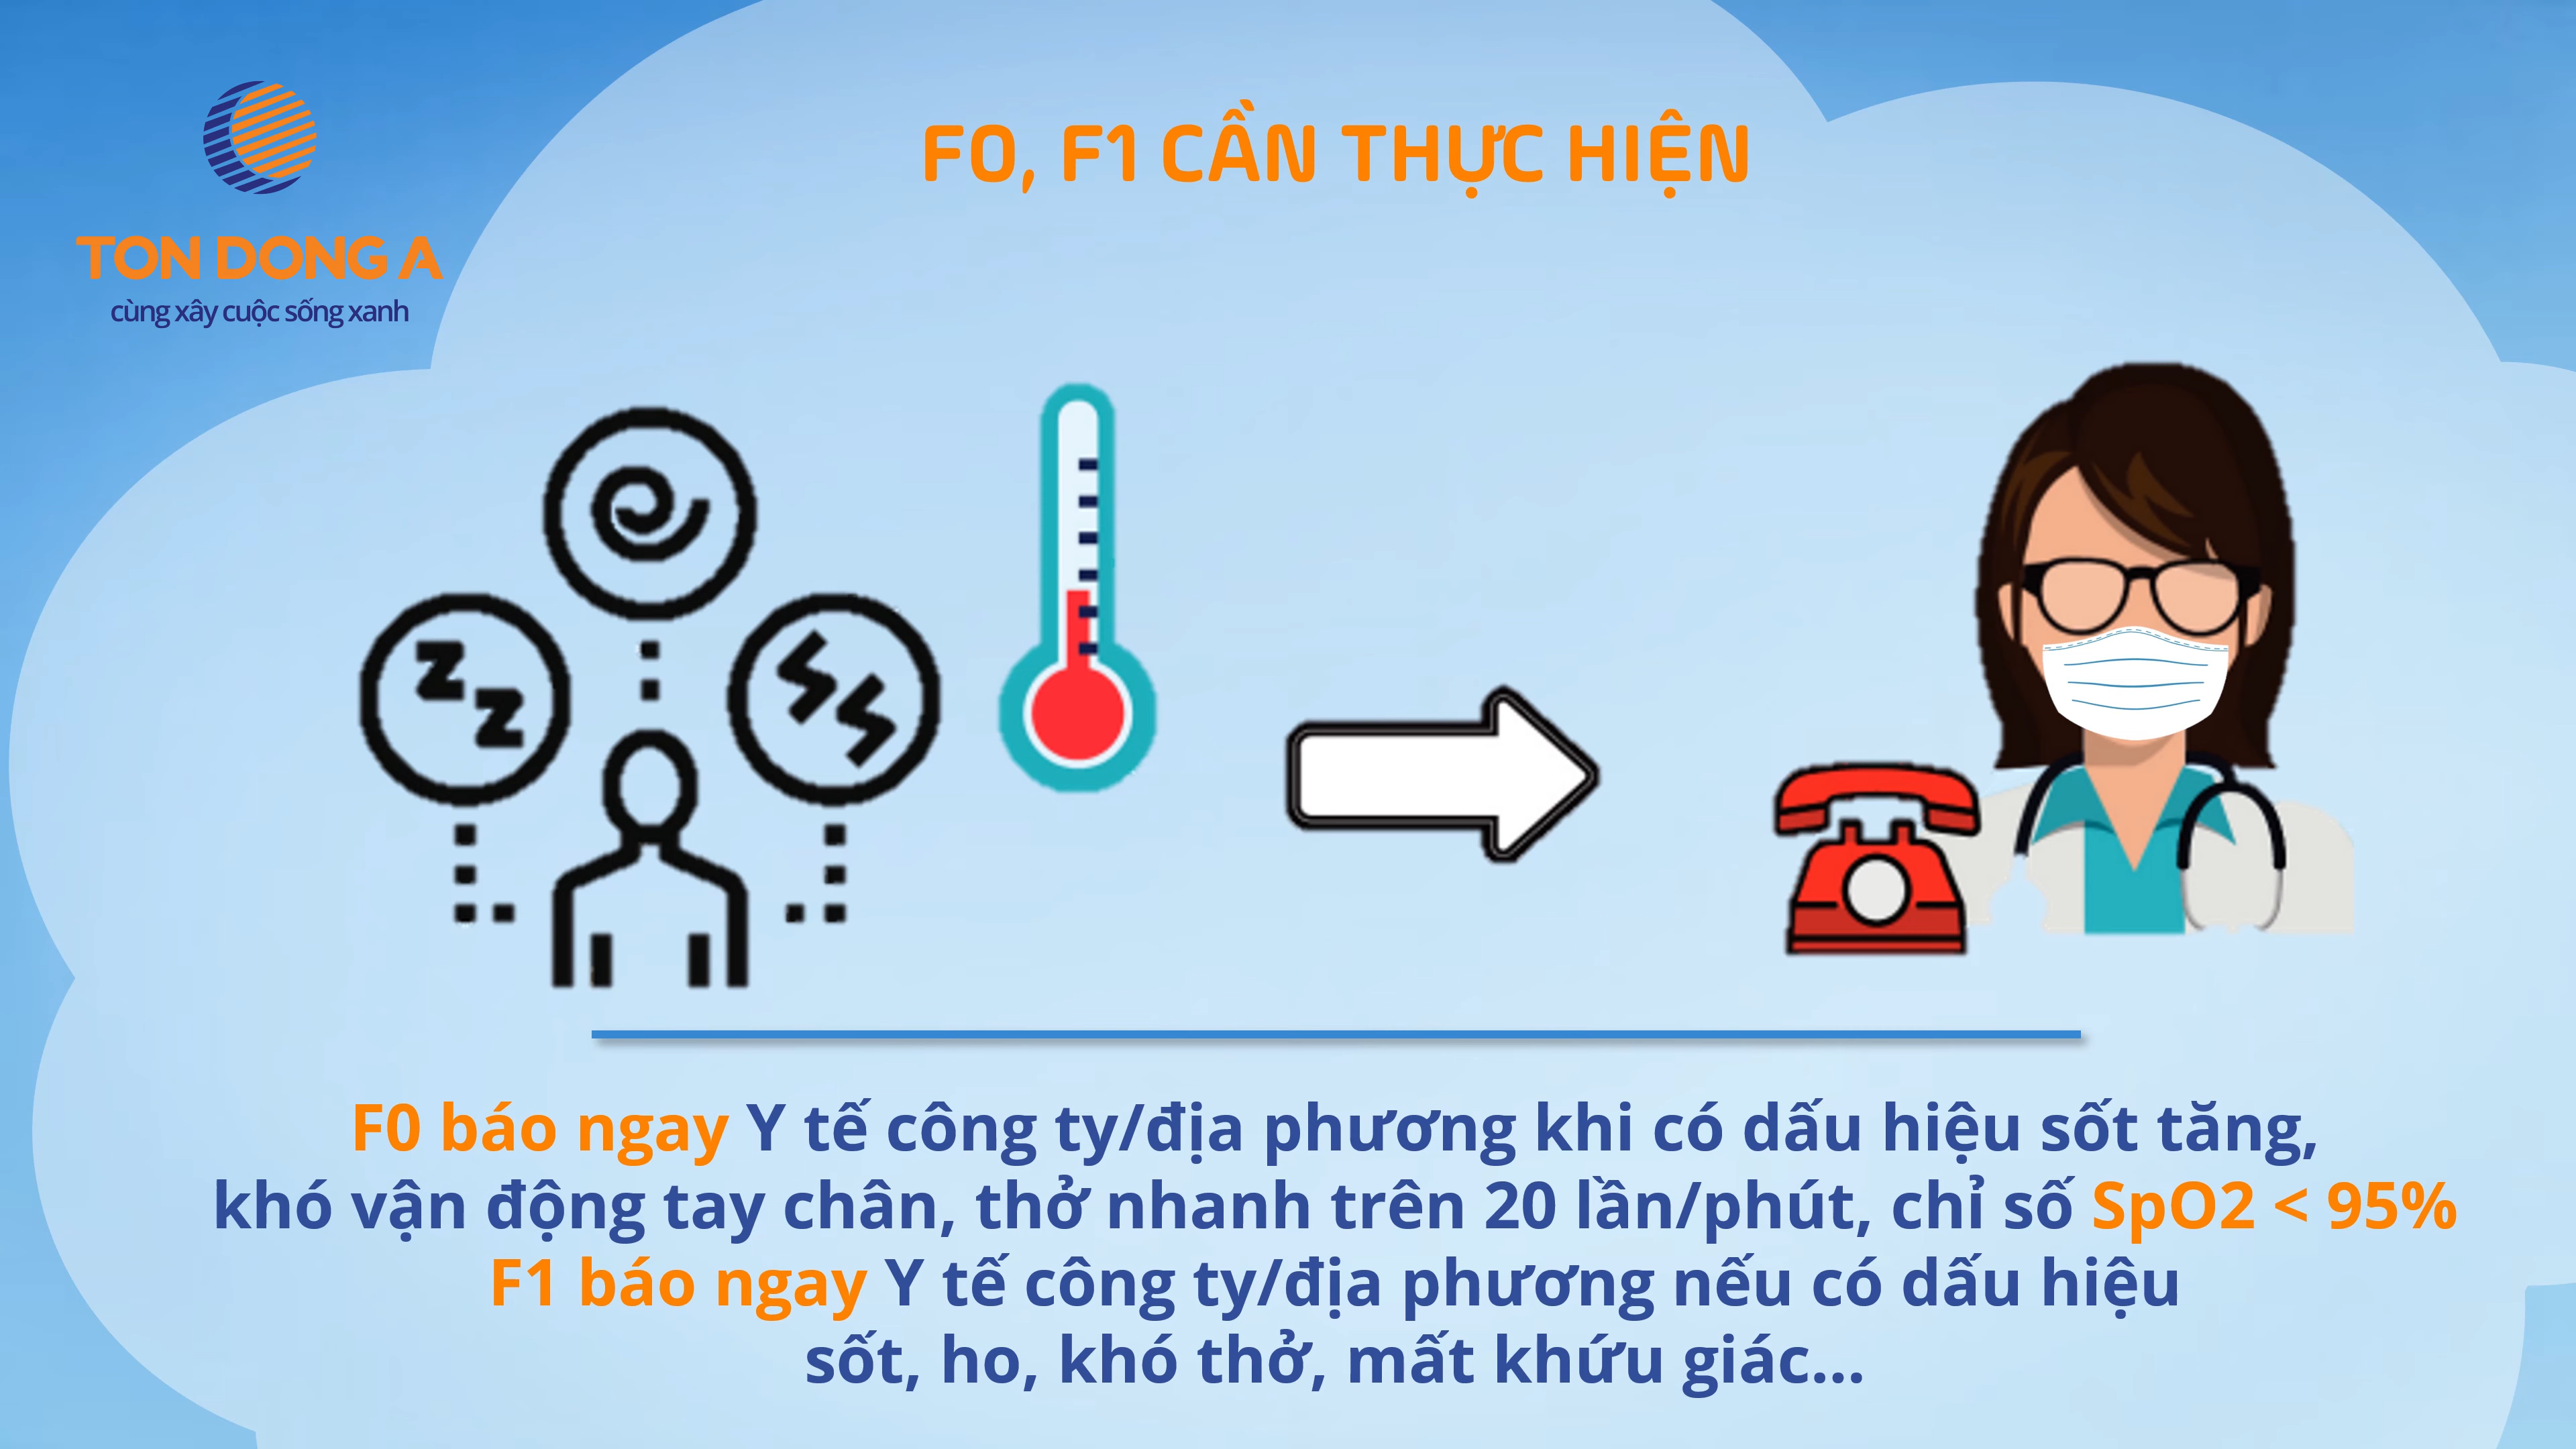 TON DONG A
cùng xây cuộc sống xanh
F0, F1 CẦN THỰC HIỆN
F0 báo ngay Y tế công ty/địa phương khi có dấu hiệu sốt tăng,
khó vận động tay chân, thở nhanh trên 20 lần/phút, chỉ số SpO2 < 95%
F1 báo ngay Y tế công ty/địa phương nếu có dấu hiệu
sốt, ho, khó thở, mất khứu giác...